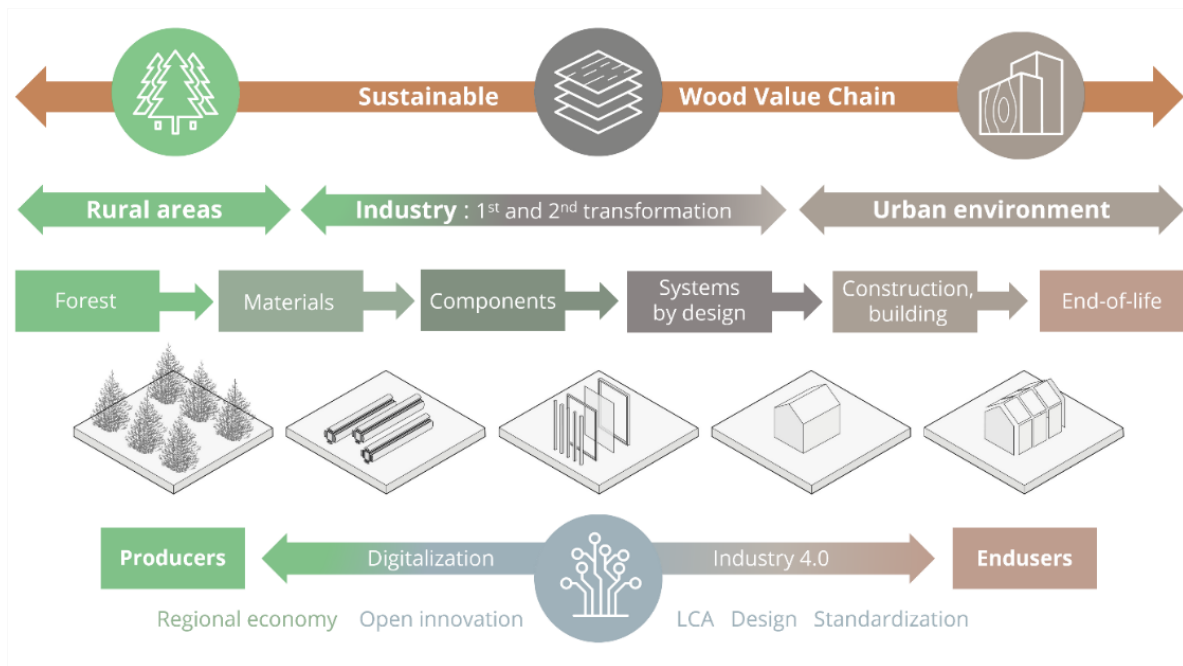 Sustainable Wood Value Chain
Rural areas
Industry : 1st and 2nd transformation
Urban environment
Forest
Materials
Components
Systems
by design
Construction,
building
End-of-life
Producers
Digitalization
Industry 4.0
Endusers
Regional economy
Open innovation
LCA
Design
Standardization